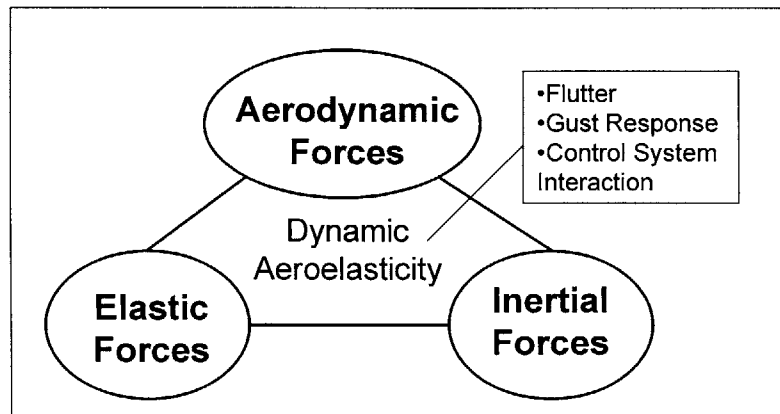 Aerodynamic
Forces
•Flutter
•Gust Response
•Control System
Interaction
Dynamic
Aeroelasticity
Elastic
Forces
Inertial
Forces